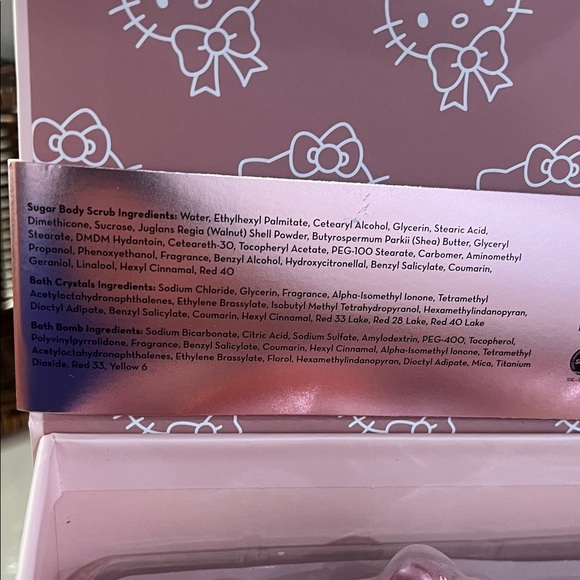 Sugar Body Scrub Ingredients: Water, Ethylhexyl Palmitate, Cetearyl Alcohol, Glycerin, Stearic Acid,
Dimethicone, Sucrose, Juglans Regia (Walnut) Shell Powder, Butyrospermum Parkii (Shea) Butter, Glyceryl
Stearate, DMDM Hydantoin, Ceteareth-30, Tocopheryl Acetate, PEG-100 Stearate, Carbomer, Aminomethyl
Propanol, Phenoxyethanol, Fragrance, Benzyl Alcohol, Hydroxycitronellal, Benzyl Salicylate, Coumarin,
Geraniol, Linalool, Hexyl Cinnamal, Red 40
Bath Crystals Ingredients: Sodium Chloride, Glycerin, Fragrance, Alpha-Isomethyl Ionone, Tetramethyl
Acetyloctahydronaphthalenes, Ethylene Brassylate, Isobutyl Methyl Tetrahydropyranol, Hexamethylindanopyran,
Dioctyl Adipate, Benzyl Salicylate, Coumarin, Hexyl Cinnamal, Red 33 Lake, Red 28 Lake, Red 40 Lake
Bath Bomb Ingredients: Sodium Bicarbonate, Citric Acid, Sodium Sulfate, Amylodextrin, PEG-400, Tocopherol,
Polyvinylpyrrolidone, Fragrance, Benzyl Salicylate, Coumarin, Hexyl Cinnamal, Alpha-Isomethyl Ionone, Tetramethyl
Acetyloctahydronaphthalenes, Ethylene Brassylate, Florol, Hexamethylindanopyran, Dioctyl Adipate, Mica, Titanium
Dioxide, Red 33, Yellow 6